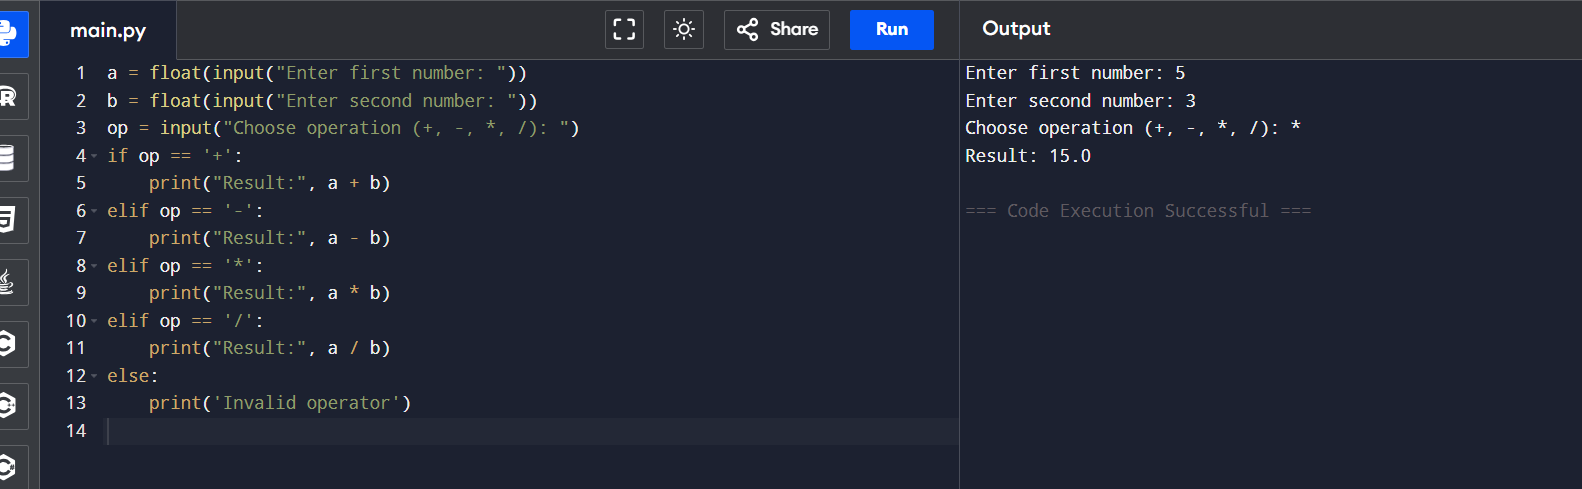 main.py
Share
Run
Output
1 a = float(input("Enter first number: "))
2 b = float(input("Enter second number: "))
3 op = input("Choose operation (+, -, *, /): ")
4 if op == '+':
5     print("Result:", a + b)
6 elif op == '-':
7     print("Result:", a - b)
8 elif op == '*':
9     print("Result:", a * b)
10 elif op == '/':
11     print("Result:", a / b)
12 else:
13     print('Invalid operator')
14
Enter first number: 5
Enter second number: 3
Choose operation (+, -, *, /): *
Result: 15.0
=== Code Execution Successful ===